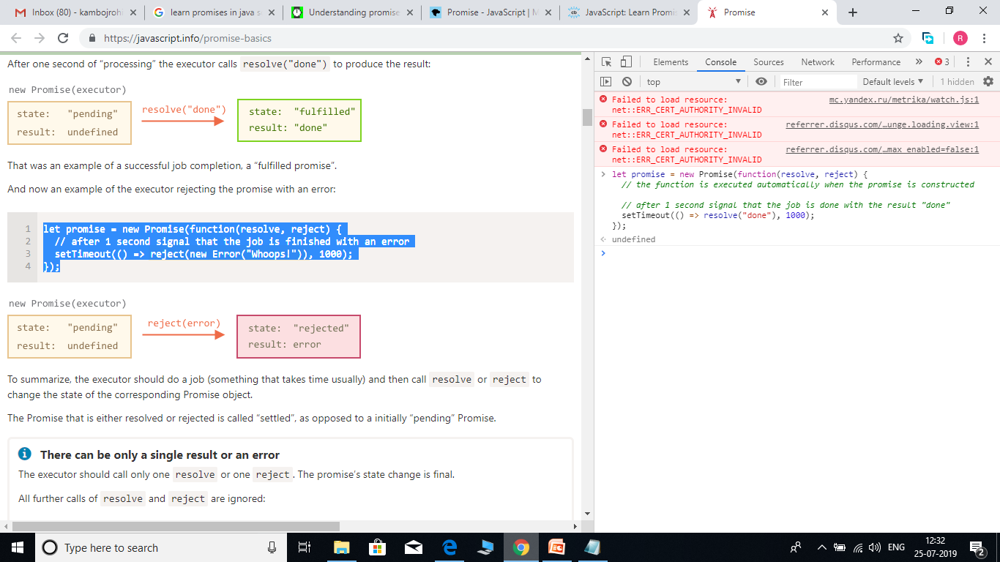 Inbox (80) - kambojroh
learn promises in java s
Understanding promise
Promise - JavaScript | M
JavaScript: Learn Promi
Promise
https://javascript.info/promise-basics
R
After one second of “processing” the executor calls resolve("done") to produce the result:
new Promise(executor)
state: "pending"
result: undefined
resolve("done")
state: "fulfilled"
result: "done"
That was an example of a successful job completion, a “fulfilled promise”.
And now an example of the executor rejecting the promise with an error:
1 let promise = new Promise(function(resolve, reject) {
2 // after 1 second signal that the job is finished with an error
3 setTimeout(() => reject(new Error("Whoops!")), 1000);
4 });
new Promise(executor)
state: "pending"
result: undefined
reject(error)
state: "rejected"
result: error
To summarize, the executor should do a job (something that takes time usually) and then call resolve or reject to
change the state of the corresponding Promise object.
The Promise that is either resolved or rejected is called “settled”, as opposed to a initially “pending” Promise.
There can be only a single result or an error
The executor should call only one resolve or one reject. The promise’s state change is final.
All further calls of resolve and reject are ignored:
Elements Console Sources Network Performance » 3
top Filter Default levels ▼ 1 hidden
Failed to load resource: mc.yandex.ru/metrika/watch.js:1
net::ERR_CERT_AUTHORITY_INVALID
Failed to load resource: referrer.disqus.com/…unge.loading.view:1
net::ERR_CERT_AUTHORITY_INVALID
Failed to load resource: referrer.disqus.com/…max_enabled=false:1
net::ERR_CERT_AUTHORITY_INVALID
> let promise = new Promise(function(resolve, reject) {
// the function is executed automatically when the promise is constructed
// after 1 second signal that the job is done with the result "done"
setTimeout(() => resolve("done"), 1000);
});
undefined
>
Type here to search
ENG
12:32
25-07-2019
2